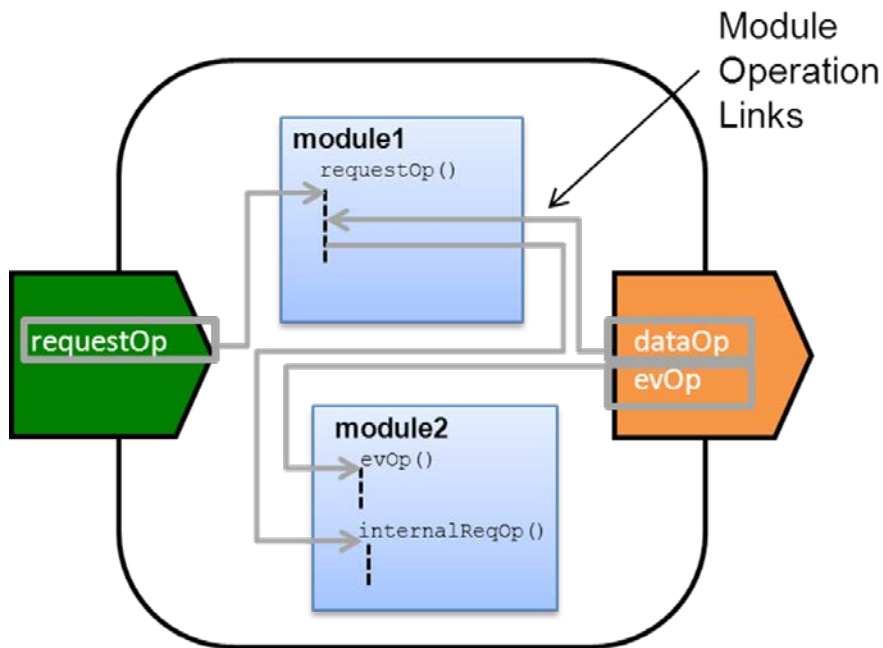 Module
Operation
Links
module1
requestOp()
requestOp
dataOp
evOp
module2
evOp()
internalReqOp()